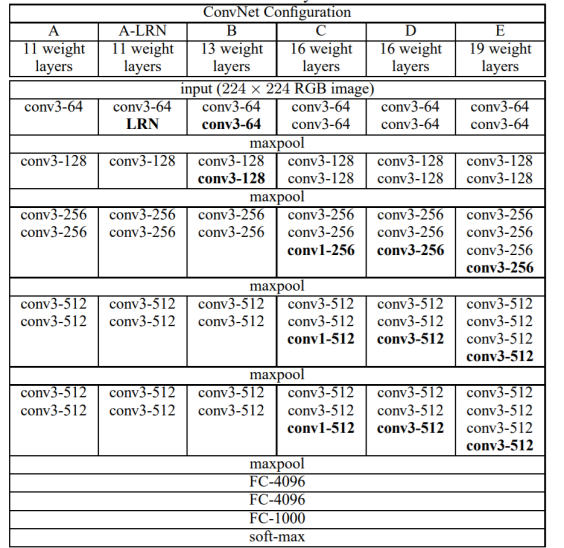 ConvNet Configuration
A A-LRN B C D E
11 weight 11 weight 13 weight 16 weight 16 weight 19 weight
layers layers layers layers layers layers
input (224 × 224 RGB image)
conv3-64 conv3-64 conv3-64 conv3-64 conv3-64 conv3-64
LRN conv3-64 conv3-64 conv3-64 conv3-64
maxpool
conv3-128 conv3-128 conv3-128 conv3-128 conv3-128 conv3-128
conv3-128 conv3-128 conv3-128 conv3-128
maxpool
conv3-256 conv3-256 conv3-256 conv3-256 conv3-256 conv3-256
conv3-256 conv3-256 conv3-256 conv3-256 conv3-256 conv3-256
conv1-256 conv3-256 conv3-256
conv3-256
maxpool
conv3-512 conv3-512 conv3-512 conv3-512 conv3-512 conv3-512
conv3-512 conv3-512 conv3-512 conv3-512 conv3-512 conv3-512
conv1-512 conv3-512 conv3-512
conv3-512
maxpool
conv3-512 conv3-512 conv3-512 conv3-512 conv3-512 conv3-512
conv3-512 conv3-512 conv3-512 conv3-512 conv3-512 conv3-512
conv1-512 conv3-512 conv3-512
conv3-512
maxpool
FC-4096
FC-4096
FC-1000
soft-max